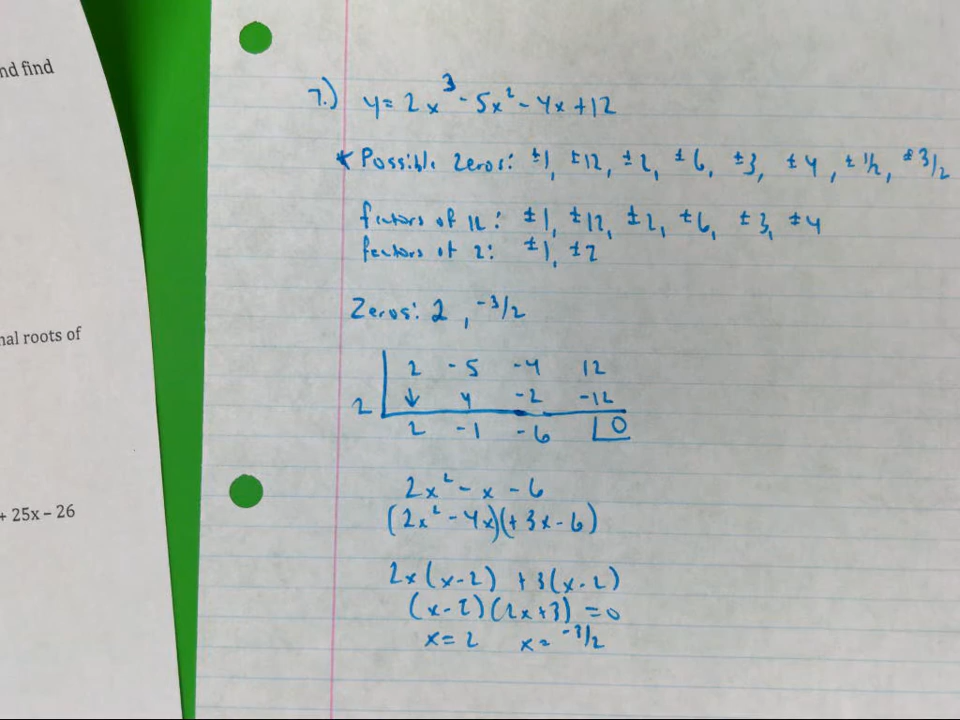 nd find
nal roots of
+ 25x – 26
7.) y = 2x³ - 5x² - 4x + 12
* Possible Zeros: ±1, ±12, ±2, ±6, ±3, ±4, ±1/2, ±3/2
factors of 12: ±1, ±12, ±2, ±6, ±3, ±4
factors of 2: ±1, ±2
Zeros: 2, -3/2
2 -5 -4 12
2 ↓ 4 -2 -12
2 -1 -6 0
2x² - x - 6
(2x² - 4x)(+3x - 6)
2x(x-2) +3(x-2)
(x-2)(2x+3) = 0
x = 2 x = -3/2